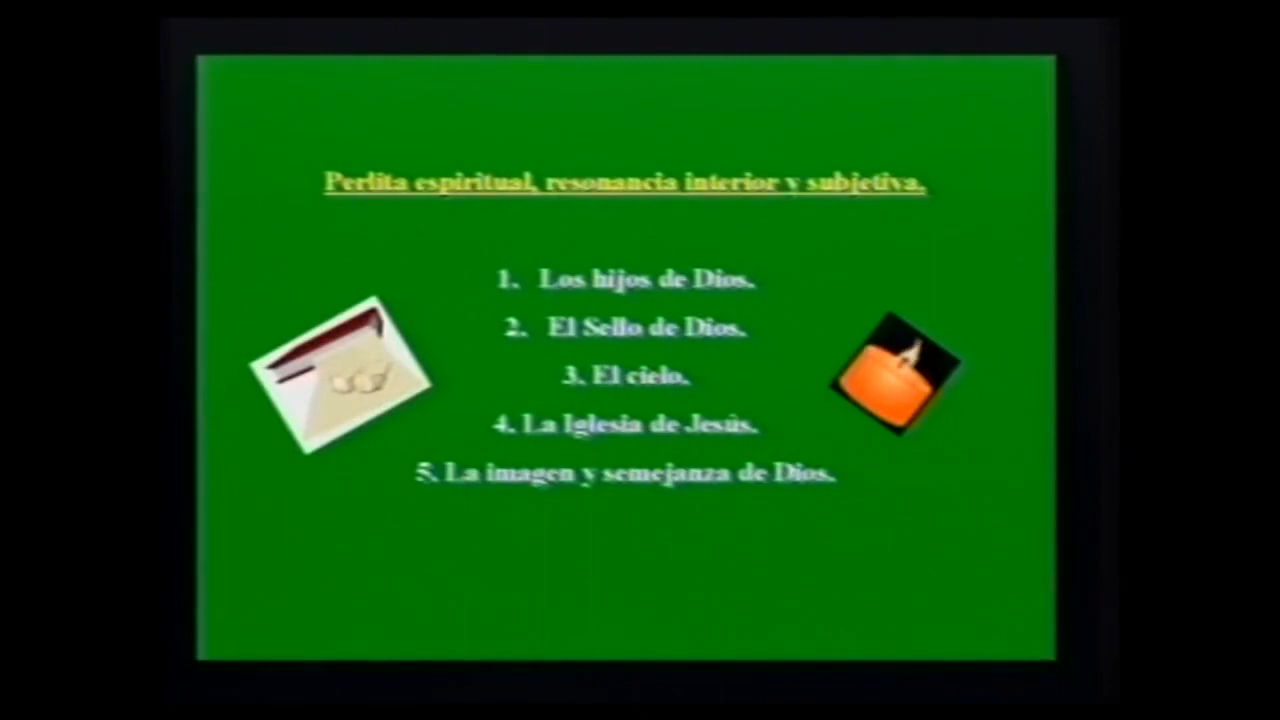 Perlita espiritual, resonancia interior y subjetiva.
1. Los hijos de Dios.
2. El Sello de Dios.
3. El cielo.
4. La Iglesia de Jesús.
5. La imagen y semejanza de Dios.